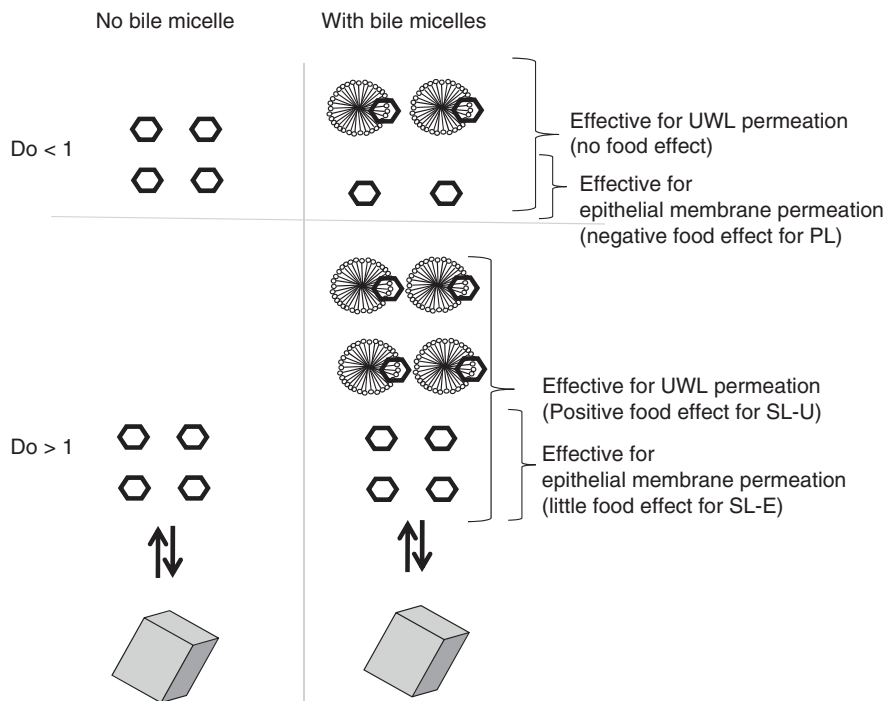 No bile micelle
With bile micelles
Do < 1
Effective for UWL permeation
(no food effect)
Effective for
epithelial membrane permeation
(negative food effect for PL)
Do > 1
Effective for UWL permeation
(Positive food effect for SL-U)
Effective for
epithelial membrane permeation
(little food effect for SL-E)